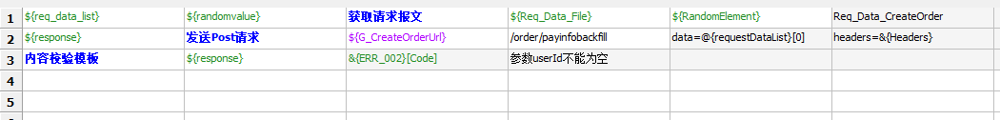 1 ${req_data_list} ${randomvalue} 获取请求报文 ${Req_Data_File} ${RandomElement} Req_Data_CreateOrder
2 ${response} 发送Post请求 ${G_CreateOrderUrl} /order/payinfobackfill data=@{requestDataList}[0] headers=&{Headers}
3 内容校验模板 ${response} &{ERR_002}[Code] 参数userId不能为空
4
5